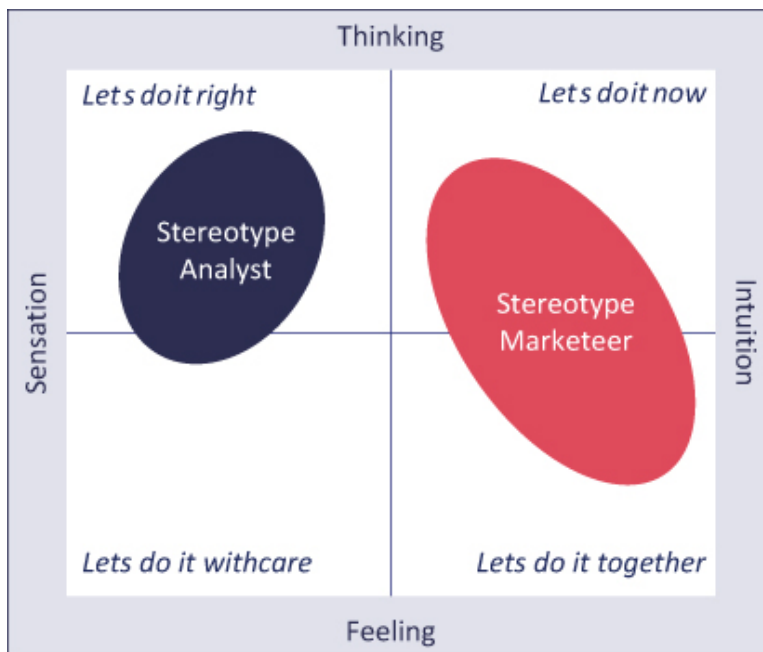 Thinking
Lets doit right
Lets doit now
Stereotype
Analyst
Sensation
Stereotype
Marketeer
Intuition
Lets do it withcare
Lets do it together
Feeling